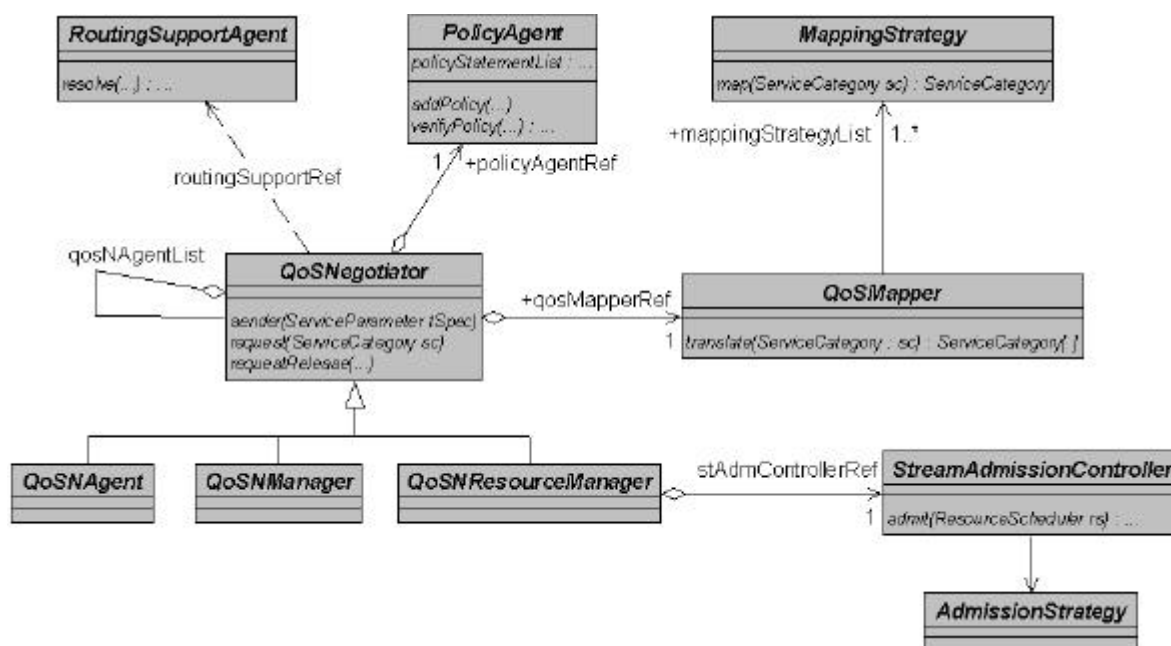 RoutingSupportAgent
resolve(...) : ...
PolicyAgent
policyStatementList : ...
addPolicy(...)
verifyPolicy(...) : ...
MappingStrategy
map(ServiceCategory sc) : ServiceCategory
+mappingStrategyList
1..*
1
+policyAgentRef
routingSupportRef
qosNAgentList
QoSNegotiator
sender(ServiceParameter tSpec)
request(ServiceCategory sc)
requestRelease(...)
+qosMapperRef
1
QoSMapper
translate(ServiceCategory : sc) : ServiceCategory[ ]
QoSNAgent
QoSNManager
QoSNResourceManager
stAdmControllerRef
1
StreamAdmissionController
admit(ResourceScheduler rs) : ...
AdmissionStrategy